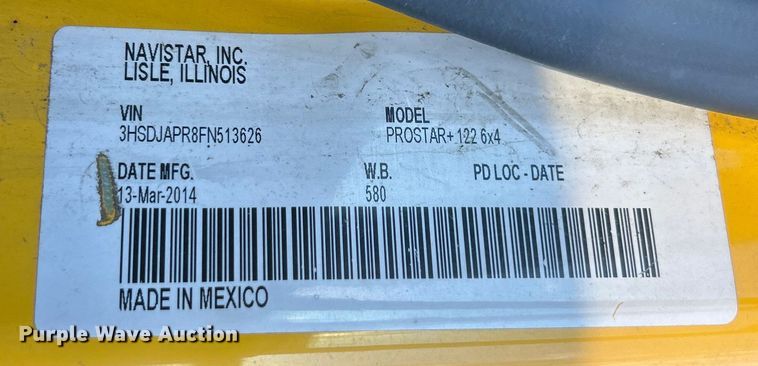 NAVISTAR, INC.
LISLE, ILLINOIS
VIN MODEL
3HSDJAPR8FN513626 PROSTAR+ 122 6x4
DATE MFG. W.B. PD LOC - DATE
13-Mar-2014 580
MADE IN MEXICO
Purple Wave Auction